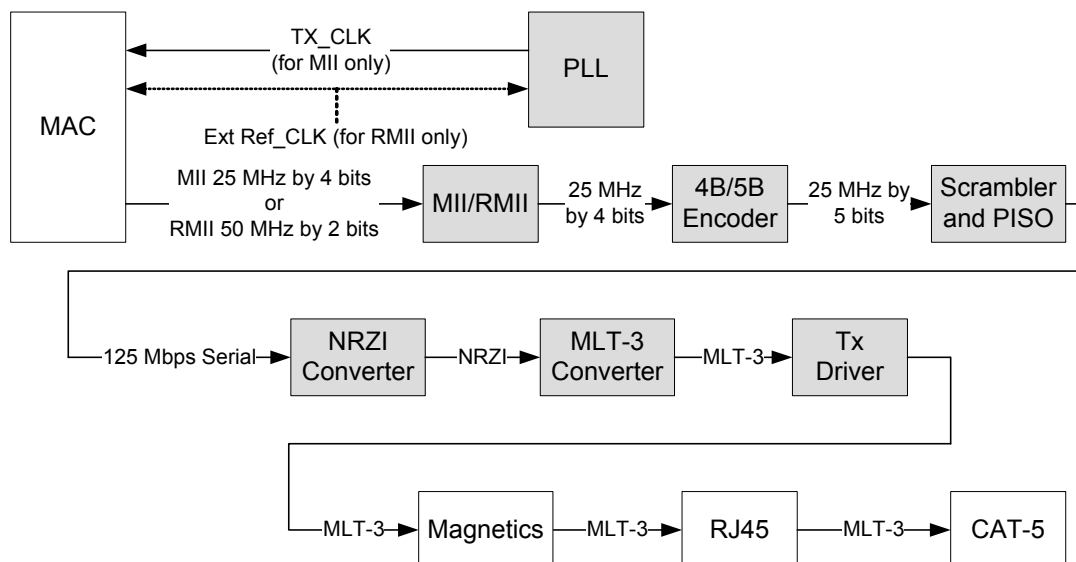 TX_CLK
(for MII only)
PLL
MAC
Ext Ref_CLK (for RMII only)
MII 25 MHz by 4 bits
or
RMII 50 MHz by 2 bits
MII/RMII
25 MHz
by 4 bits
4B/5B
Encoder
25 MHz by
5 bits
Scrambler
and PISO
125 Mbps Serial
NRZI
Converter
NRZI
MLT-3
Converter
MLT-3
Tx
Driver
MLT-3
Magnetics
MLT-3
RJ45
MLT-3
CAT-5